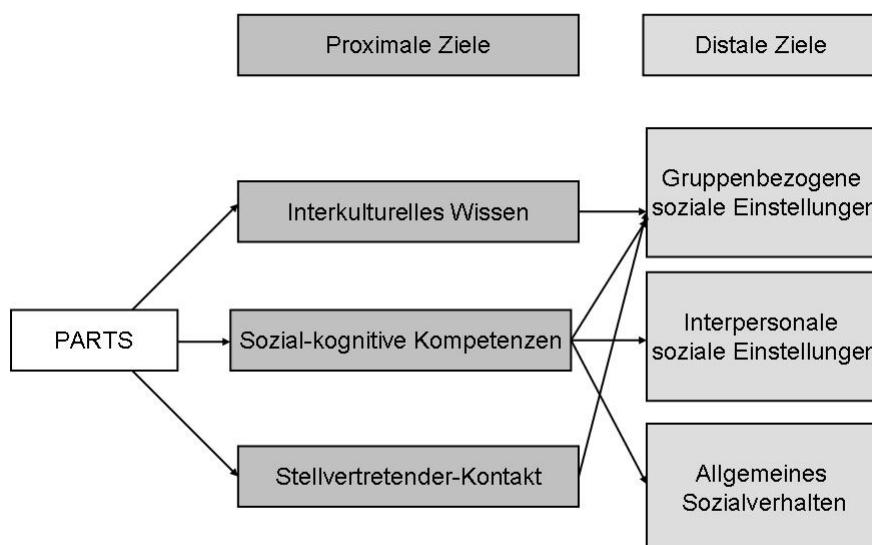 Proximale Ziele
Distale Ziele
Gruppenbezogene
soziale Einstellungen
Interkulturelles Wissen
PARTS
Sozial-kognitive Kompetenzen
Interpersonale
soziale Einstellungen
Stellvertretender-Kontakt
Allgemeines
Sozialverhalten